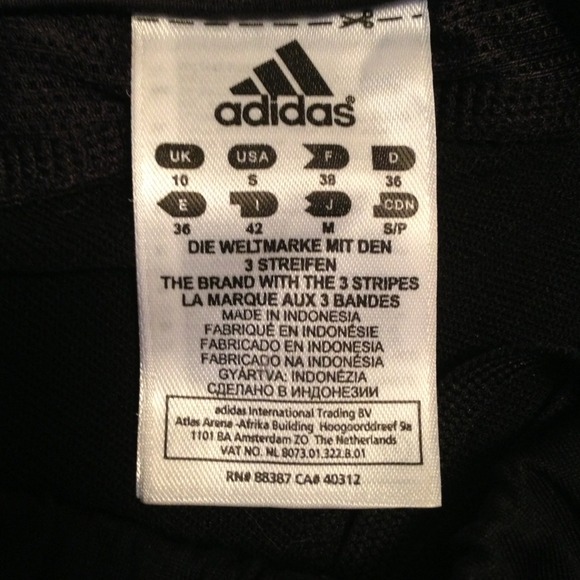 adidas®
UK USA F D
10 S 38 36
E I J CDN
36 42 M S/P
DIE WELTMARKE MIT DEN
3 STREIFEN
THE BRAND WITH THE 3 STRIPES
LA MARQUE AUX 3 BANDES
MADE IN INDONESIA
FABRIQUÉ EN INDONÉSIE
FABRICADO EN INDONESIA
FABRICADO NA INDONÉSIA
GYÁRTVA: INDONÉZIA
СДЕЛАНО В ИНДОНЕЗИИ
adidas International Trading BV
Atlas Arena -Afrika Building Hoogoorddreef 9a
1101 BA Amsterdam ZO The Netherlands
VAT NO. NL 8073.01.322.B.01
RN# 88387 CA# 40312